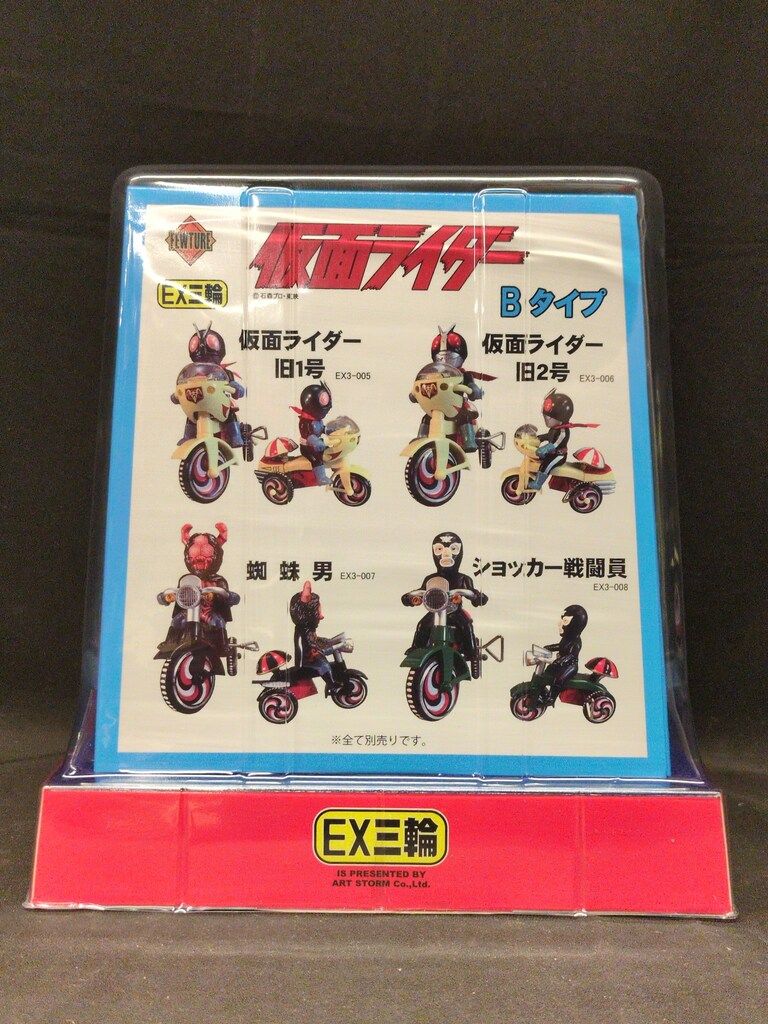 FEWTURE
仮面ライダー
EX三輪
©石森プロ・東映
Bタイプ
仮面ライダー
旧1号 EX3-005
仮面ライダー
旧2号 EX3-006
蜘蛛男 EX3-007
ショッカー戦闘員
EX3-008
※全て別売りです。
EX三輪
IS PRESENTED BY
ART STORM Co.,Ltd.